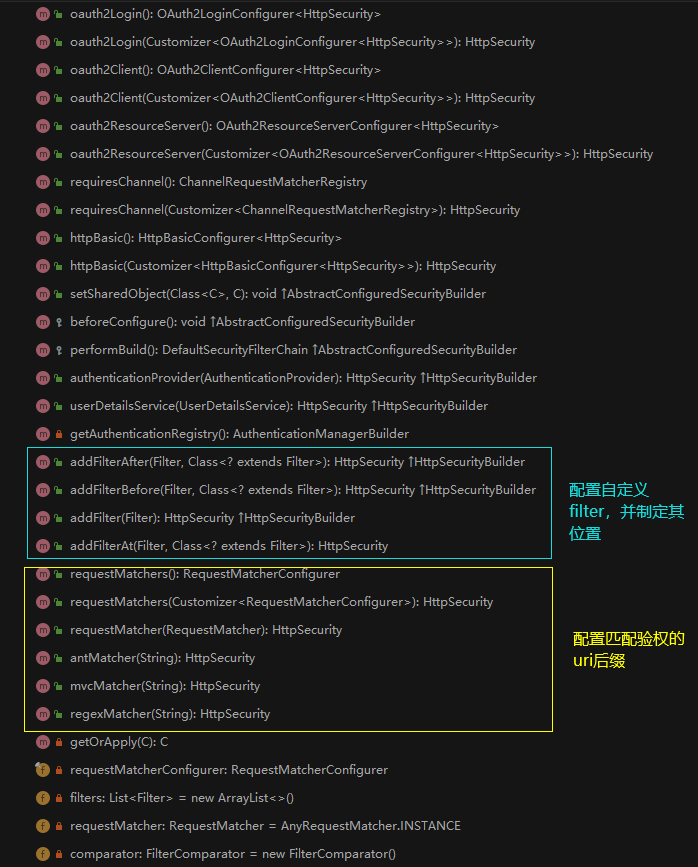 oauth2Login(): OAuth2LoginConfigurer<HttpSecurity>
oauth2Login(Customizer<OAuth2LoginConfigurer<HttpSecurity>>): HttpSecurity
oauth2Client(): OAuth2ClientConfigurer<HttpSecurity>
oauth2Client(Customizer<OAuth2ClientConfigurer<HttpSecurity>>): HttpSecurity
oauth2ResourceServer(): OAuth2ResourceServerConfigurer<HttpSecurity>
oauth2ResourceServer(Customizer<OAuth2ResourceServerConfigurer<HttpSecurity>>): HttpSecurity
requiresChannel(): ChannelRequestMatcherRegistry
requiresChannel(Customizer<ChannelRequestMatcherRegistry>): HttpSecurity
httpBasic(): HttpBasicConfigurer<HttpSecurity>
httpBasic(Customizer<HttpBasicConfigurer<HttpSecurity>>): HttpSecurity
setSharedObject(Class<C>, C): void ↑AbstractConfiguredSecurityBuilder
beforeConfigure(): void ↑AbstractConfiguredSecurityBuilder
performBuild(): DefaultSecurityFilterChain ↑AbstractConfiguredSecurityBuilder
authenticationProvider(AuthenticationProvider): HttpSecurity ↑HttpSecurityBuilder
userDetailsService(UserDetailsService): HttpSecurity ↑HttpSecurityBuilder
getAuthenticationRegistry(): AuthenticationManagerBuilder
addFilterAfter(Filter, Class<? extends Filter>): HttpSecurity ↑HttpSecurityBuilder
addFilterBefore(Filter, Class<? extends Filter>): HttpSecurity ↑HttpSecurityBuilder
addFilter(Filter): HttpSecurity ↑HttpSecurityBuilder
addFilterAt(Filter, Class<? extends Filter>): HttpSecurity
配置自定义
filter，并制定其
位置
requestMatchers(): RequestMatcherConfigurer
requestMatchers(Customizer<RequestMatcherConfigurer>): HttpSecurity
requestMatcher(RequestMatcher): HttpSecurity
antMatcher(String): HttpSecurity
mvcMatcher(String): HttpSecurity
regexMatcher(String): HttpSecurity
配置匹配验权的
uri后缀
getOrApply(C): C
requestMatcherConfigurer: RequestMatcherConfigurer
filters: List<Filter> = new ArrayList<>()
requestMatcher: RequestMatcher = AnyRequestMatcher.INSTANCE
comparator: FilterComparator = new FilterComparator()